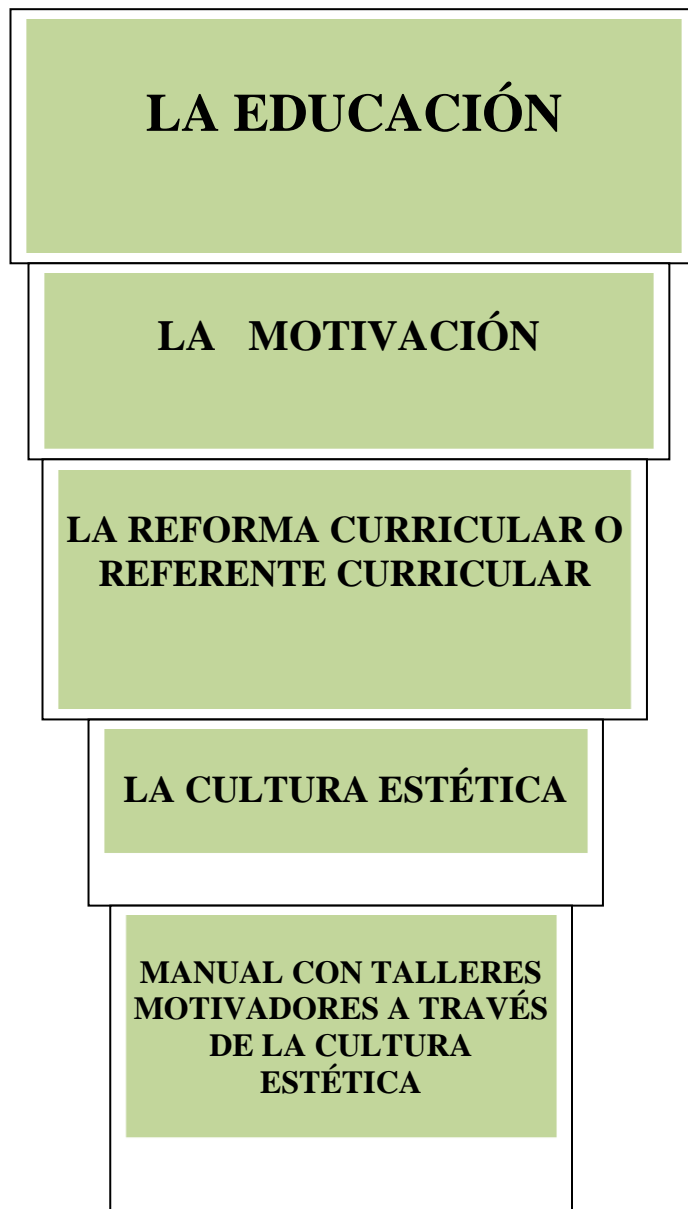 LA EDUCACIÓN
LA MOTIVACIÓN
LA REFORMA CURRICULAR O
REFERENTE CURRICULAR
LA CULTURA ESTÉTICA
MANUAL CON TALLERES
MOTIVADORES A TRAVÉS
DE LA CULTURA
ESTÉTICA